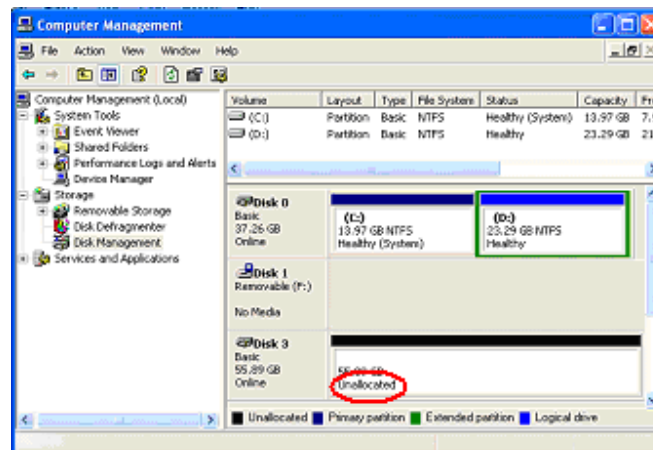 Computer Management
File Action View Window Help
Computer Management (Local)
System Tools
Event Viewer
Shared Folders
Performance Logs and Alerts
Device Manager
Storage
Removable Storage
Disk Defragmenter
Disk Management
Services and Applications
Volume Layout Type File System Status Capacity
(C:) Partition Basic NTFS Healthy (System) 13.97 GB
(D:) Partition Basic NTFS Healthy 23.29 GB
Disk 0
Basic
37.26 GB
Online
(C:)
13.97 GB NTFS
Healthy (System)
(D:)
23.29 GB NTFS
Healthy
Disk 1
Removable (F:)
No Media
Disk 3
Basic
55.89 GB
Online
55.89 GB
Unallocated
Unallocated Primary partition Extended partition Logical drive